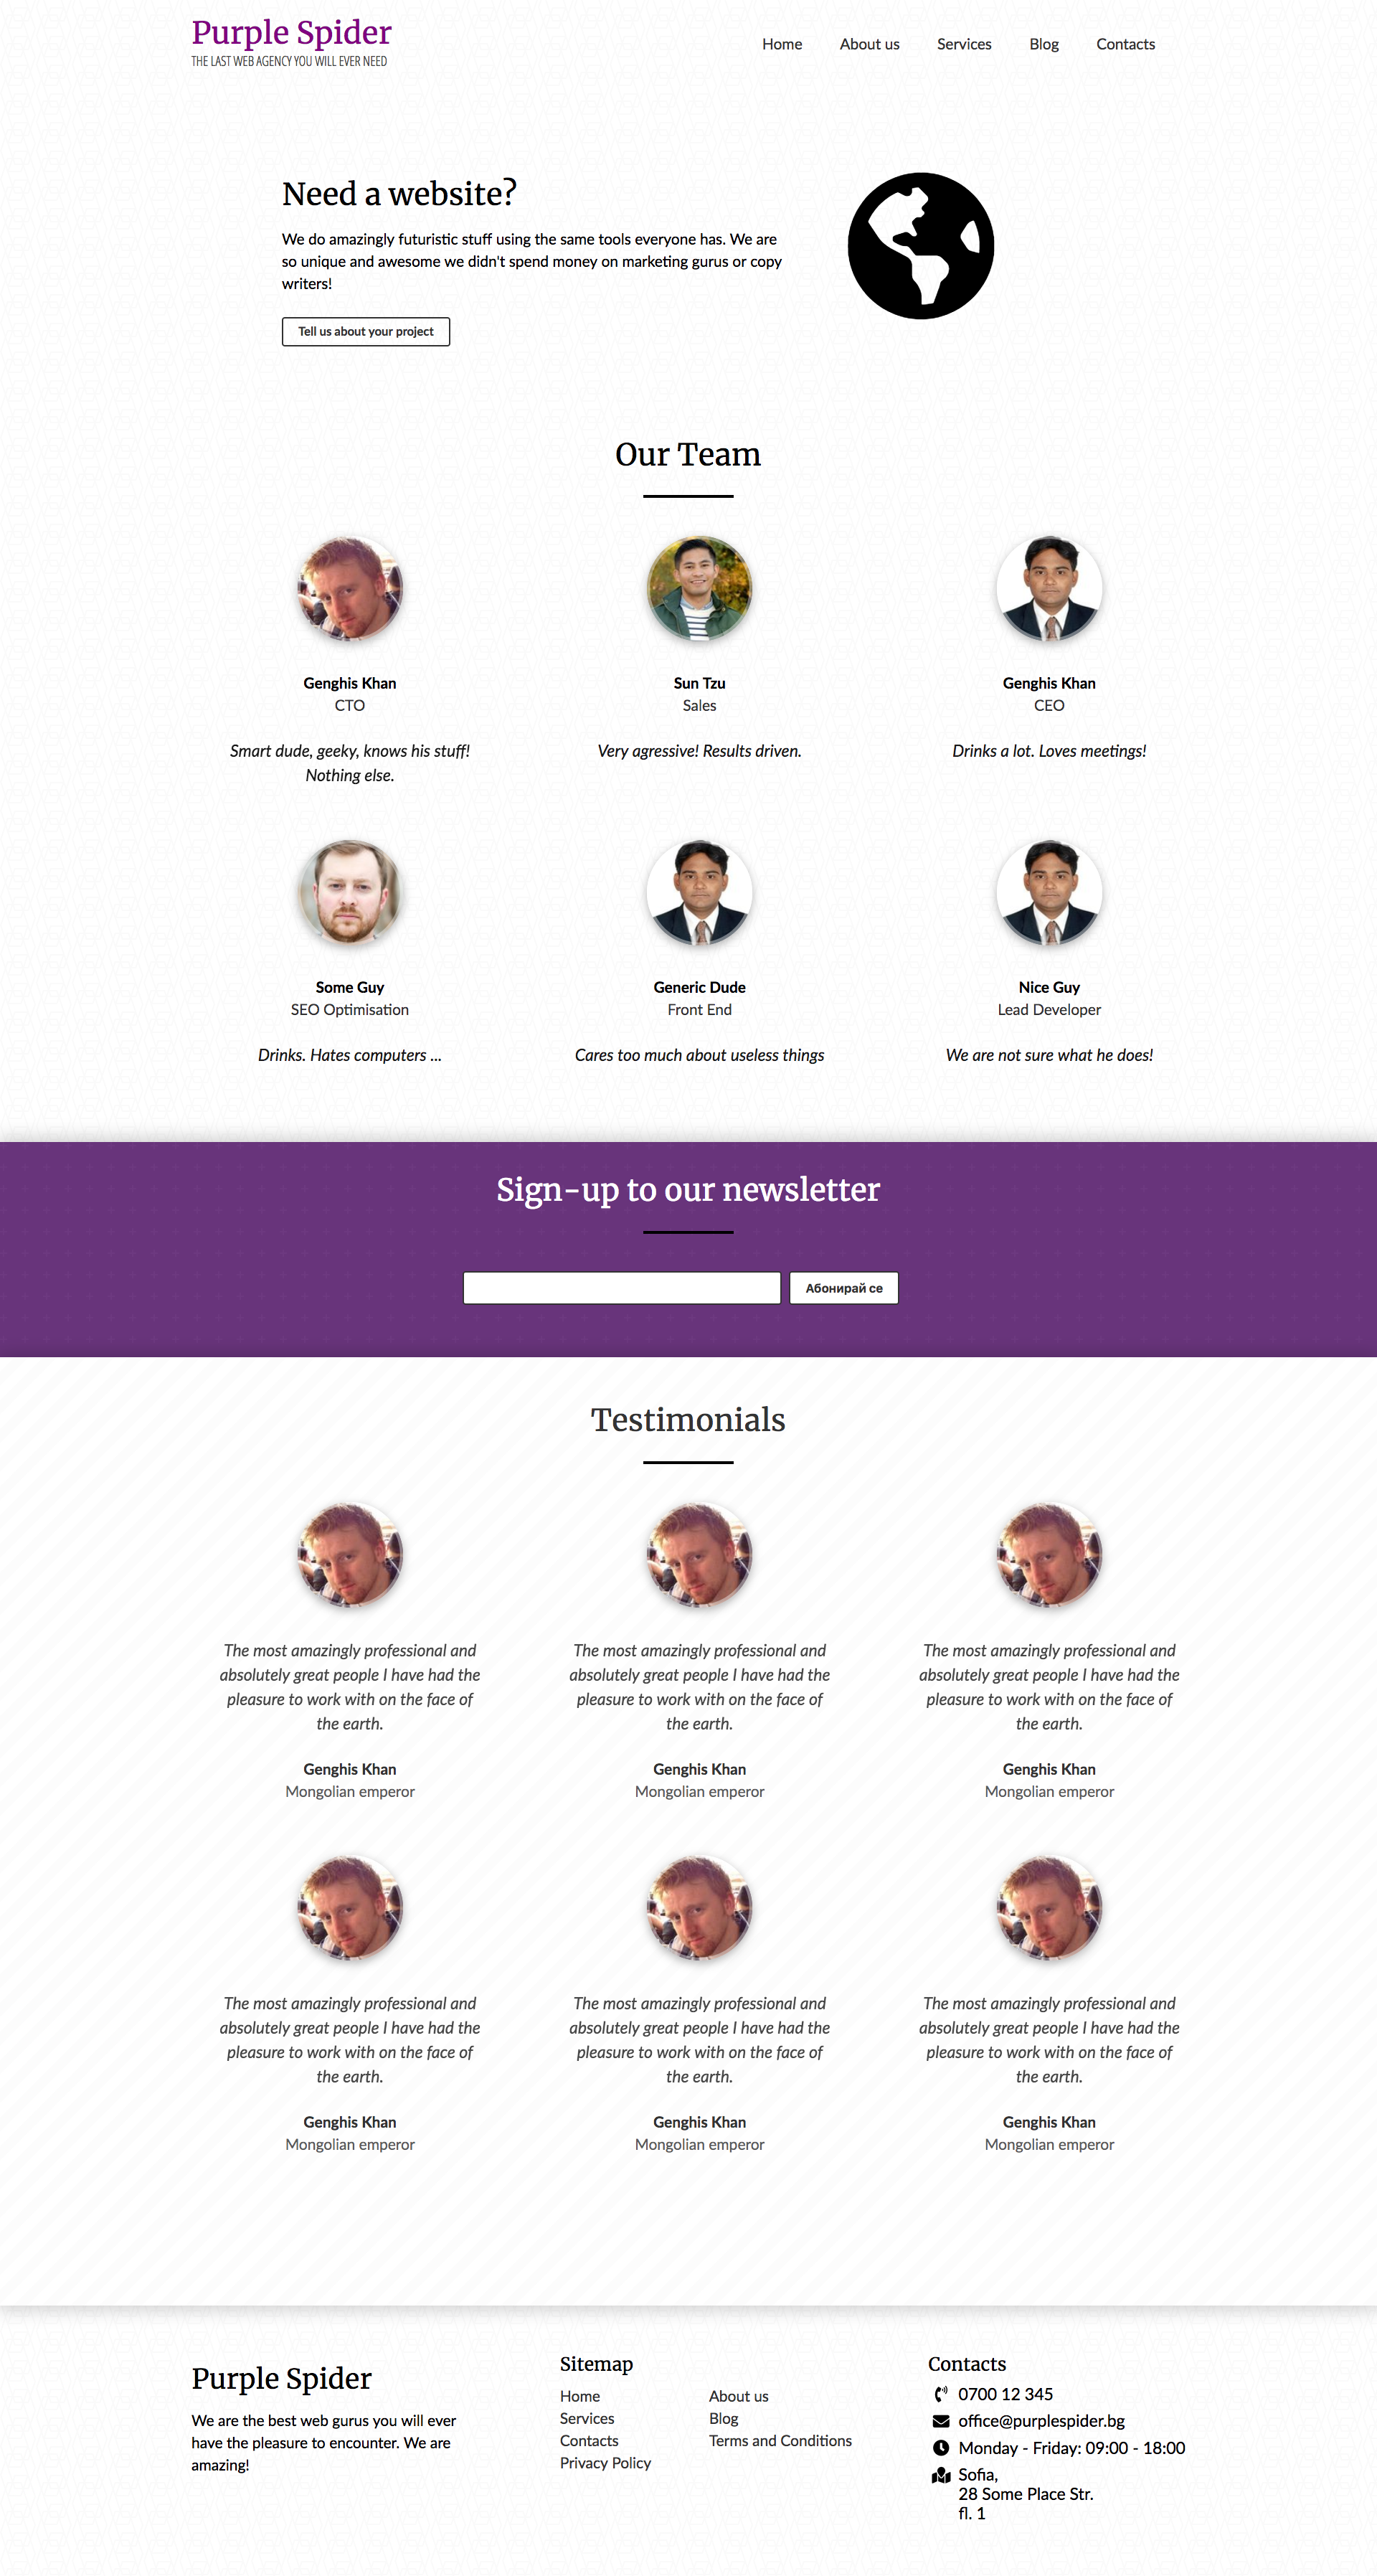 Purple Spider
THE LAST WEB AGENCY YOU WILL EVER NEED
Home
About us
Services
Blog
Contacts
Need a website?
We do amazingly futuristic stuff using the same tools everyone has. We are
so unique and awesome we didn't spend money on marketing gurus or copy
writers!
Tell us about your project
Our Team
Genghis Khan
CTO
Smart dude, geeky, knows his stuff!
Nothing else.
Sun Tzu
Sales
Very agressive! Results driven.
Genghis Khan
CEO
Drinks a lot. Loves meetings!
Some Guy
SEO Optimisation
Drinks. Hates computers ...
Generic Dude
Front End
Cares too much about useless things
Nice Guy
Lead Developer
We are not sure what he does!
Sign-up to our newsletter
Абонирай се
Testimonials
The most amazingly professional and
absolutely great people I have had the
pleasure to work with on the face of
the earth.
Genghis Khan
Mongolian emperor
The most amazingly professional and
absolutely great people I have had the
pleasure to work with on the face of
the earth.
Genghis Khan
Mongolian emperor
The most amazingly professional and
absolutely great people I have had the
pleasure to work with on the face of
the earth.
Genghis Khan
Mongolian emperor
The most amazingly professional and
absolutely great people I have had the
pleasure to work with on the face of
the earth.
Genghis Khan
Mongolian emperor
The most amazingly professional and
absolutely great people I have had the
pleasure to work with on the face of
the earth.
Genghis Khan
Mongolian emperor
The most amazingly professional and
absolutely great people I have had the
pleasure to work with on the face of
the earth.
Genghis Khan
Mongolian emperor
Purple Spider
We are the best web gurus you will ever
have the pleasure to encounter. We are
amazing!
Sitemap
Home
About us
Services
Blog
Contacts
Terms and Conditions
Privacy Policy
Contacts
0700 12 345
office@purplespider.bg
Monday - Friday: 09:00 - 18:00
Sofia,
28 Some Place Str.
fl. 1